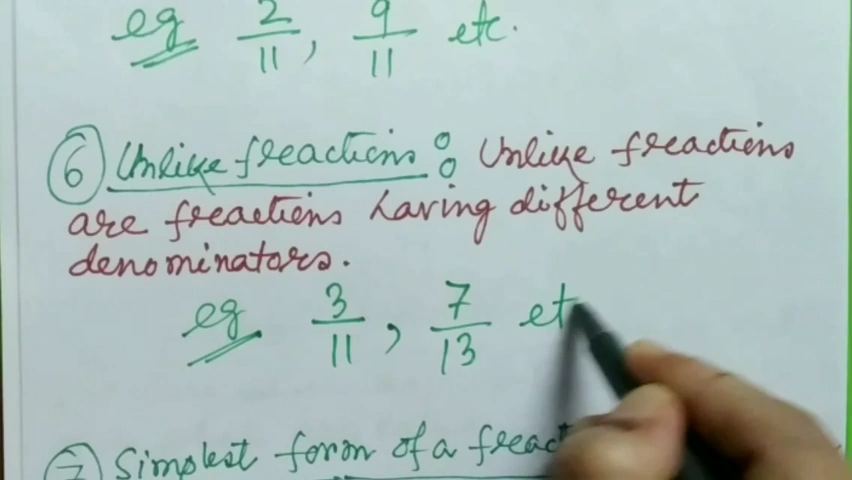 eg 2/11, 9/11 etc.
6 Unlike fractions : Unlike fractions
are fractions having different
denominators.
eg 3/11, 7/13 et
7 Simplest form of a fract